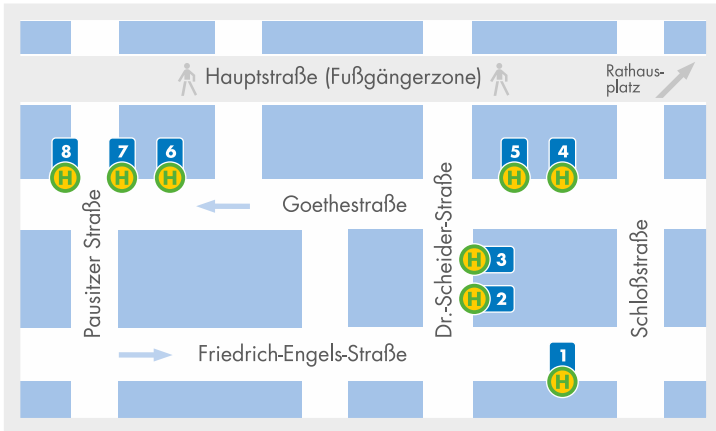 Hauptstraße (Fußgängerzone)
Rathaus-
platz
8
7
6
5
4
H
H
H
H
H
Goethestraße
Pausitzer Straße
Dr.-Scheider-Straße
Schloßstraße
H 3
H 2
Friedrich-Engels-Straße
1
H